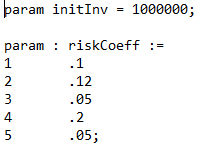 param initInv = 1000000;
param : riskCoeff :=
1 .1
2 .12
3 .05
4 .2
5 .05;